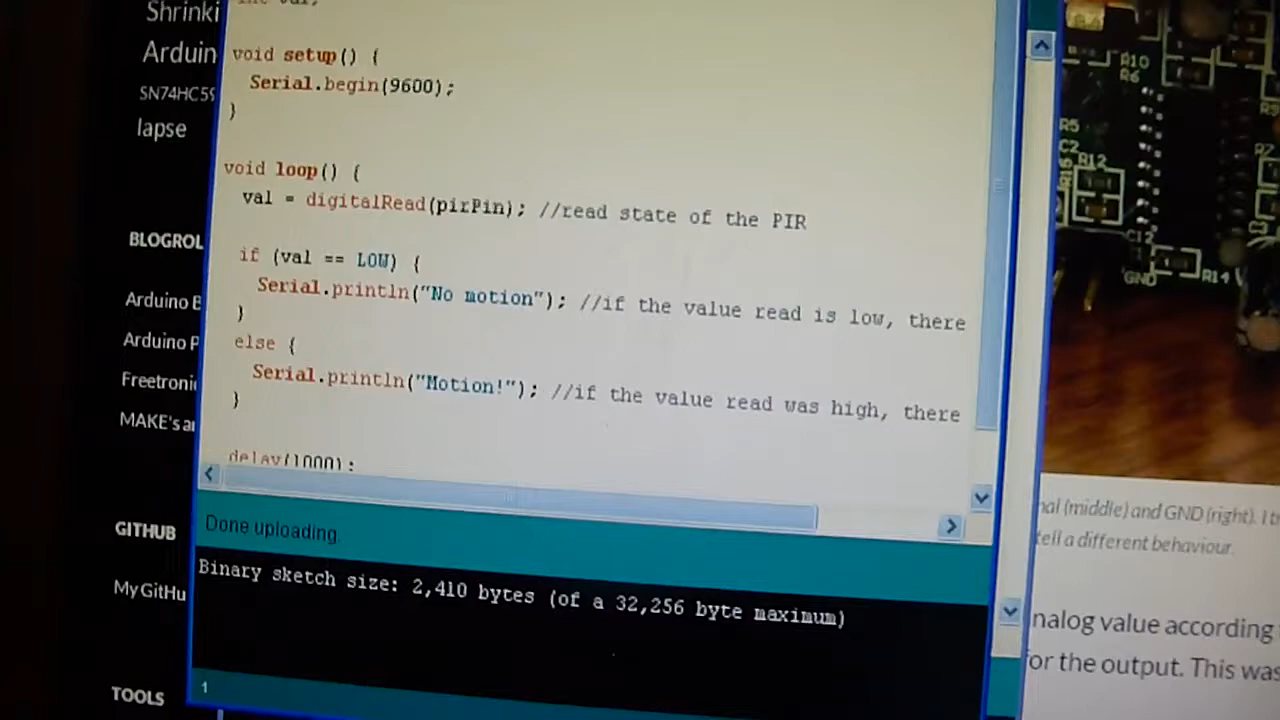 Shrinki
Arduin
SN74HC59
lapse
BLOGROL
Arduino B
Arduino P
Freetroni
MAKE's a
GITHUB
My GitHu
TOOLS
void setup() {
Serial.begin(9600);
}
void loop() {
val = digitalRead(pirPin); //read state of the PIR
if (val == LOW) {
Serial.println("No motion"); //if the value read is low, there
}
else {
Serial.println("Motion!"); //if the value read was high, there
}
delay(1000);
Done uploading.
Binary sketch size: 2,410 bytes (of a 32,256 byte maximum)
1
R10
R6
R5
C2
R12
C12
GND
R14
C3
nal (middle) and GND (right). I t
tell a different behaviour.
nalog value according
or the output. This was